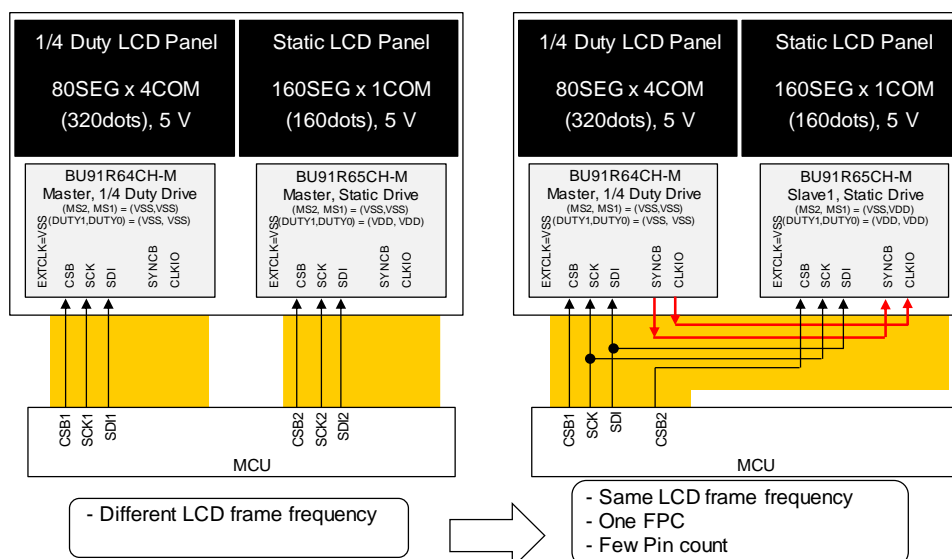 1/4 Duty LCD Panel
80SEG x 4COM
(320dots), 5 V
Static LCD Panel
160SEG x 1COM
(160dots), 5 V
BU91R64CH-M
Master, 1/4 Duty Drive
(MS2, MS1) = (VSS,VSS)
(DUTY1,DUTY0) = (VSS, VSS)
EXTCLK=VSS
CSB
SCK
SDI
SYNCB
CLKIO
BU91R65CH-M
Master, Static Drive
(MS2, MS1) = (VSS,VSS)
(DUTY1,DUTY0) = (VDD, VDD)
EXTCLK=VSS
CSB
SCK
SDI
SYNCB
CLKIO
CSB1
SCK1
SDI1
CSB2
SCK2
SDI2
MCU
- Different LCD frame frequency
1/4 Duty LCD Panel
80SEG x 4COM
(320dots), 5 V
Static LCD Panel
160SEG x 1COM
(160dots), 5 V
BU91R64CH-M
Master, 1/4 Duty Drive
(MS2, MS1) = (VSS,VSS)
(DUTY1,DUTY0) = (VSS, VSS)
EXTCLK=VSS
CSB
SCK
SDI
SYNCB
CLKIO
BU91R65CH-M
Slave1, Static Drive
(MS2, MS1) = (VSS,VDD)
(DUTY1,DUTY0) = (VDD, VDD)
EXTCLK=VSS
CSB
SCK
SDI
SYNCB
CLKIO
CSB1
SCK
SDI
CSB2
MCU
- Same LCD frame frequency
- One FPC
- Few Pin count